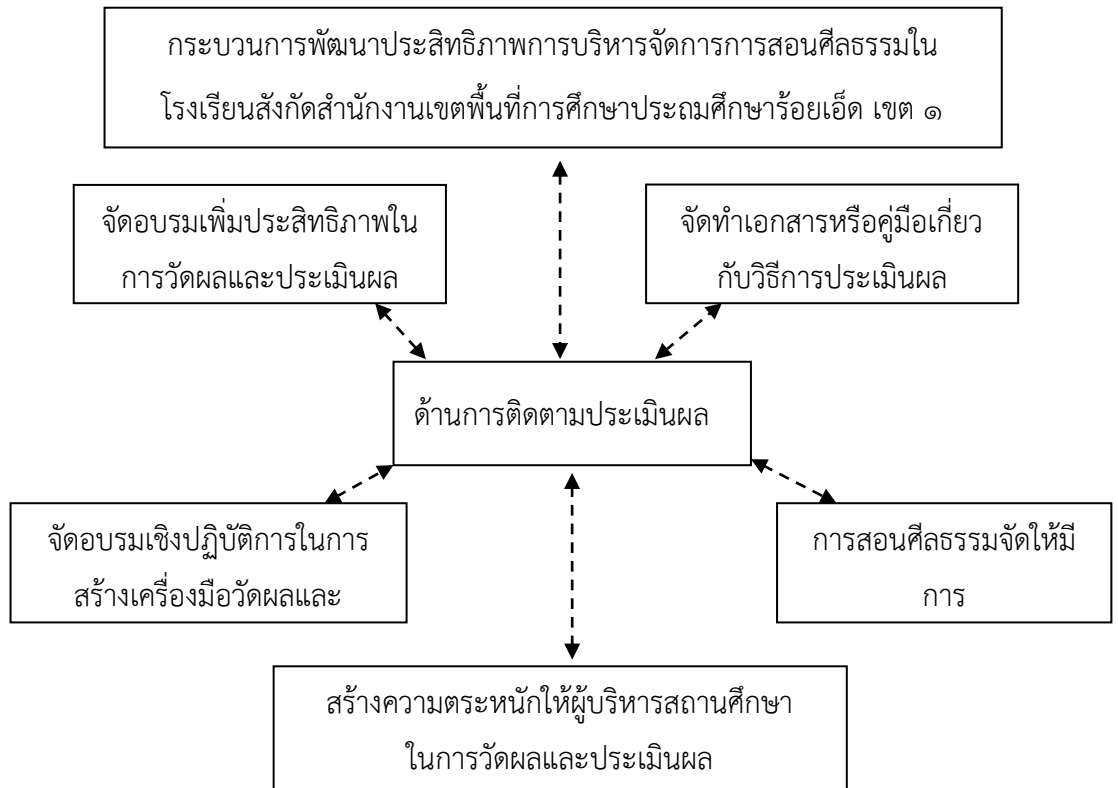 กระบวนการพัฒนาประสิทธิภาพการบริหารจัดการการสอนศีลธรรมใน
โรงเรียนสังกัดสำนักงานเขตพื้นที่การศึกษาประถมศึกษาร้อยเอ็ด เขต ๑
จัดอบรมเพิ่มประสิทธิภาพใน
การวัดผลและประเมินผล
จัดทำเอกสารหรือคู่มือเกี่ยว
กับวิธีการประเมินผล
ด้านการติดตามประเมินผล
จัดอบรมเชิงปฏิบัติการในการ
สร้างเครื่องมือวัดผลและ
การสอนศีลธรรมจัดให้มี
การ
สร้างความตระหนักให้ผู้บริหารสถานศึกษา
ในการวัดผลและประเมินผล